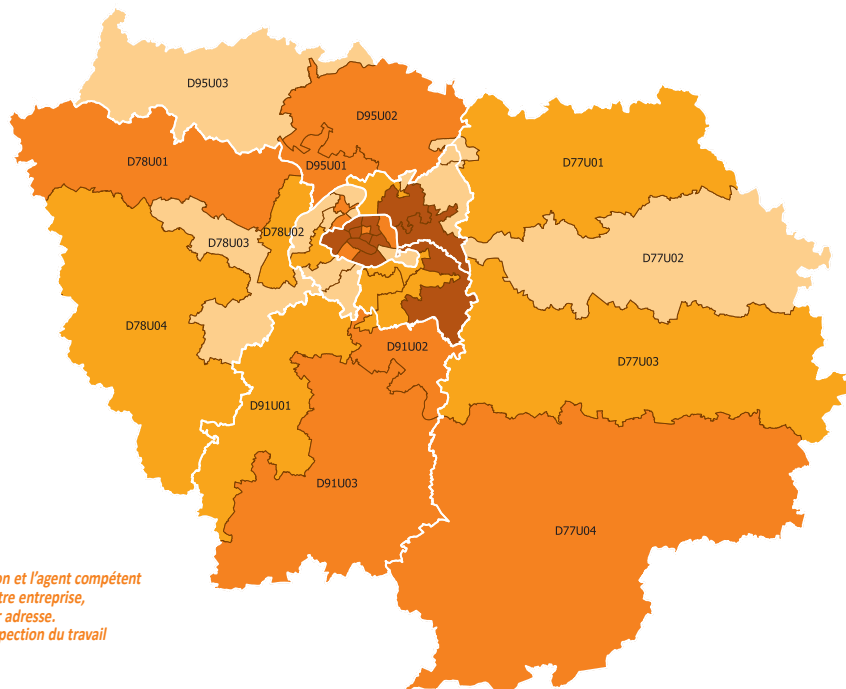 D95U03
D95U02
D78U01
D95U01
D77U01
D78U02
D78U03
D77U02
D78U04
D91U02
D77U03
D91U01
D91U03
D77U04
on et l'agent compétent
tre entreprise,
r adresse.
pection du travail